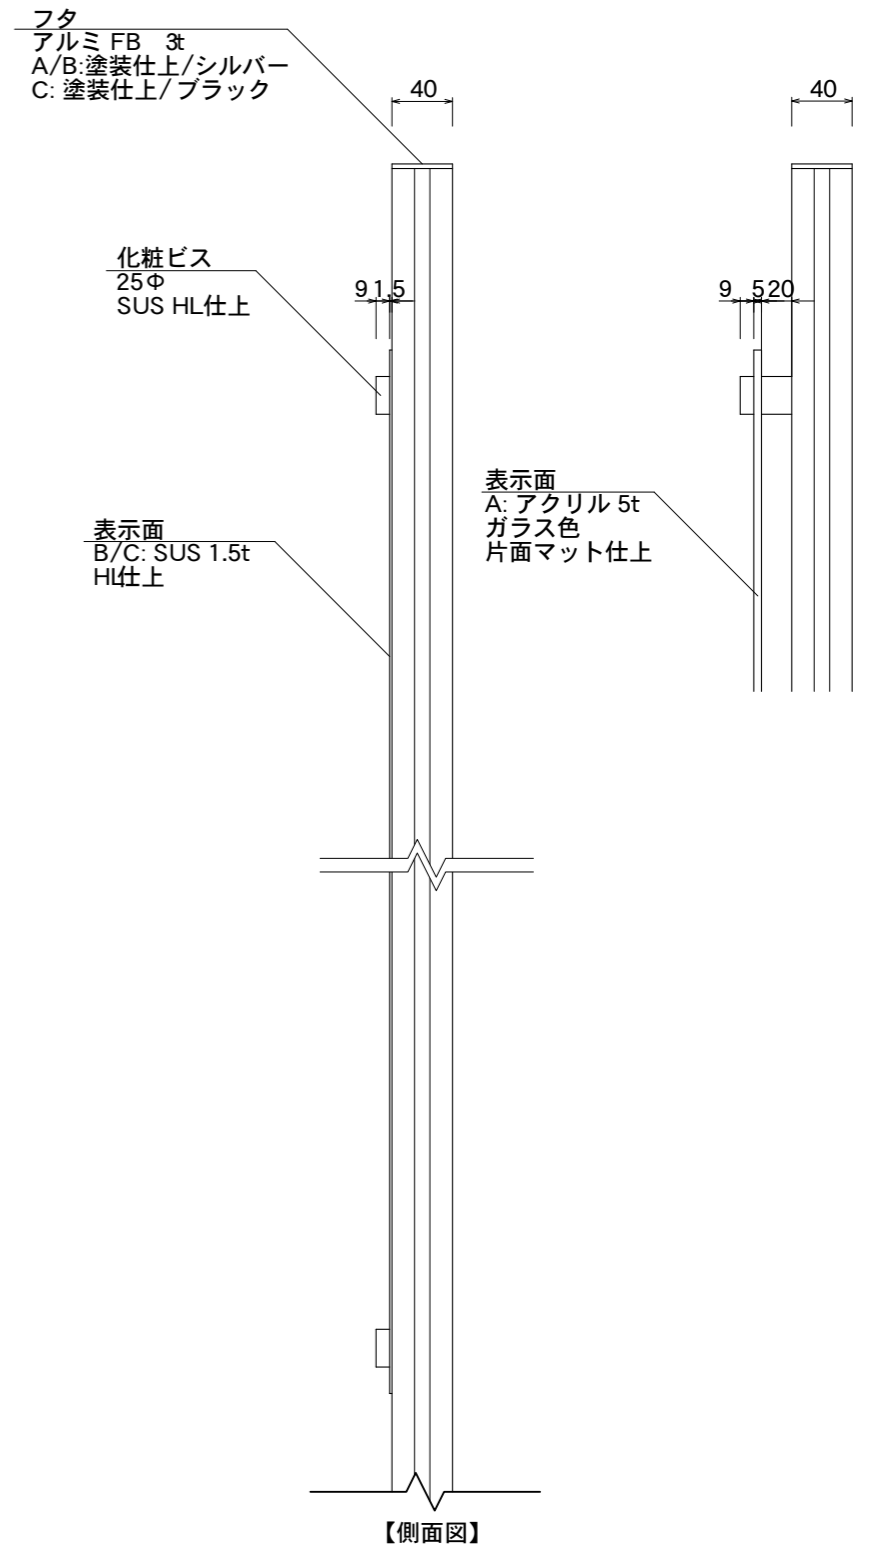 フタ
アルミ FB　3t
A/B:塗装仕上/シルバー
C: 塗装仕上/ブラック
40
40
化粧ビス
25Φ
SUS HL仕上
9 1.5
9 5 20
表示面
A: アクリル 5t
ガラス色
片面マット仕上
表示面
B/C: SUS 1.5t
HL仕上
【側面図】